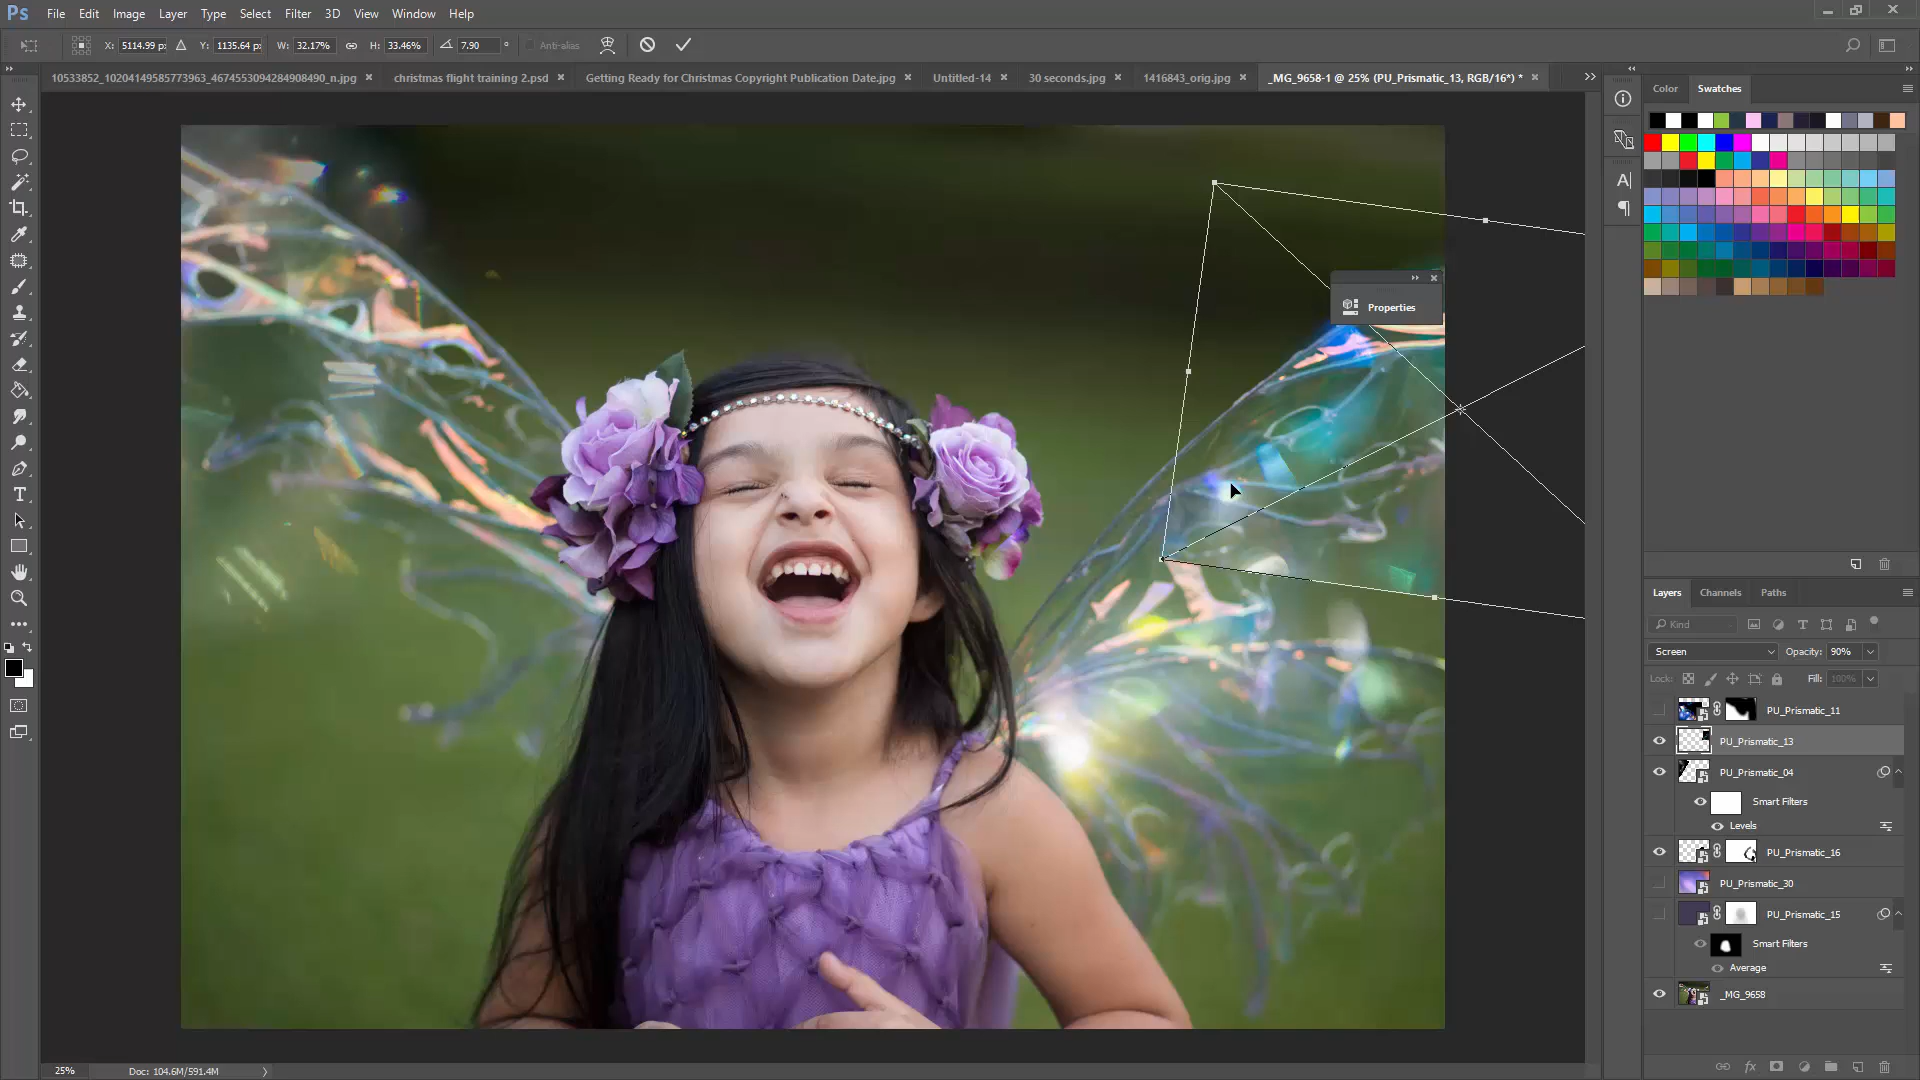 Ps File Edit Image Layer Type Select Filter 3D View Window Help
X: 5114.99 px Y: 1135.64 px W: 32.17% H: 33.46% 7.90 ° Anti-alias
10533852_10204149585773963_4674553094284908490_n.jpg × christmas flight training 2.psd × Getting Ready for Christmas Copyright Publication Date.jpg × Untitled-14 × 30 seconds.jpg × 1416843_orig.jpg × _MG_9658-1 @ 25% (PU_Prismatic_13, RGB/16*) * ×
Color Swatches
Properties
Layers Channels Paths
Kind
Screen Opacity: 90%
Lock: Fill: 100%
PU_Prismatic_11
PU_Prismatic_13
PU_Prismatic_04
Smart Filters
Levels
PU_Prismatic_16
PU_Prismatic_30
PU_Prismatic_15
Smart Filters
Average
_MG_9658
25% Doc: 104.6M/591.4M